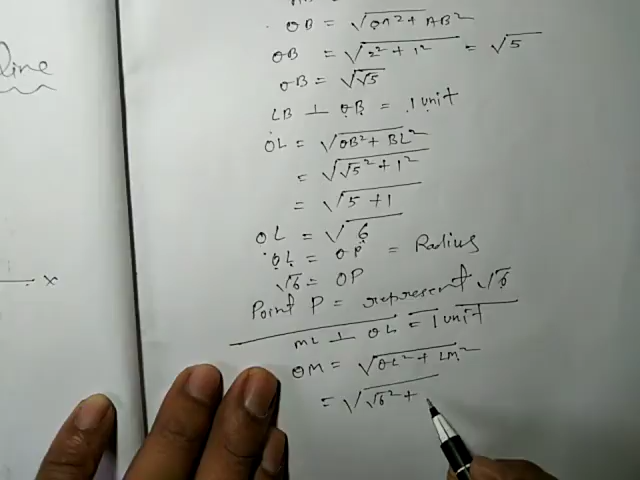 line
x
OB = √OA² + AB²
OB = √2² + 1² = √5
OB = √√5
LB ⊥ OB = 1 unit
OL = √OB² + BL²
= √√5² + 1²
= √5 + 1
OL = √6
OL = OP = Radius
√6 = OP
Point P = represent √6
ML ⊥ OL = 1 unit
OM = √OL² + LM²
= √√6² +